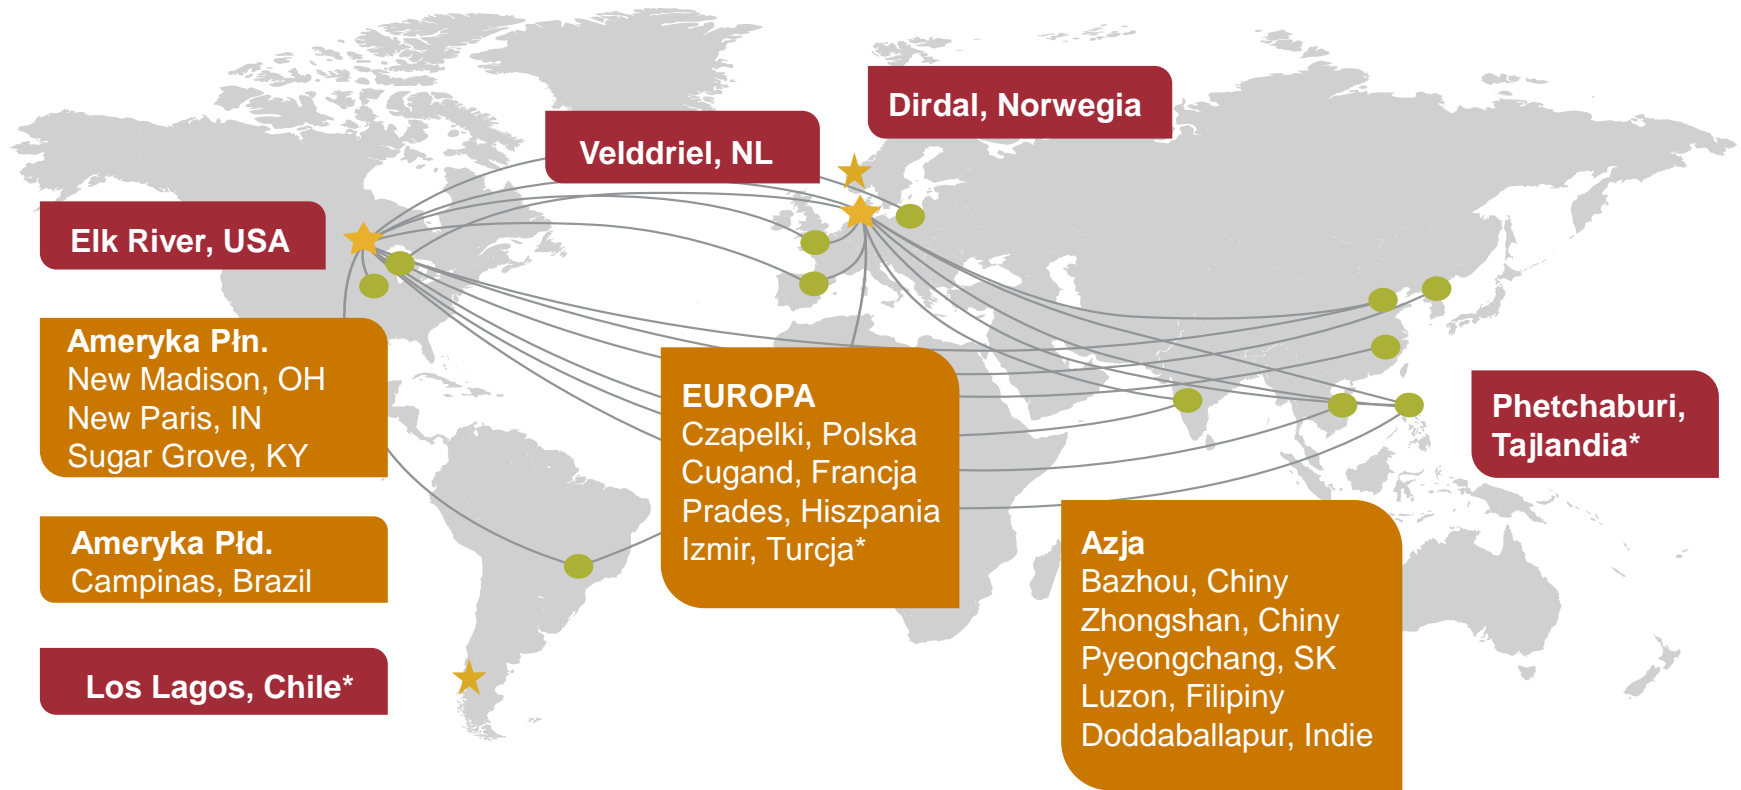 Dirdal, Norwegia
Velddriel, NL
Elk River, USA
Ameryka Płn.
New Madison, OH
New Paris, IN
Sugar Grove, KY
EUROPA
Czapelki, Polska
Cugand, Francja
Prades, Hiszpania
Izmir, Turcja*
Phetchaburi,
Tajlandia*
Ameryka Płd.
Campinas, Brazil
Azja
Bazhou, Chiny
Zhongshan, Chiny
Pyeongchang, SK
Luzon, Filipiny
Doddaballapur, Indie
Los Lagos, Chile*